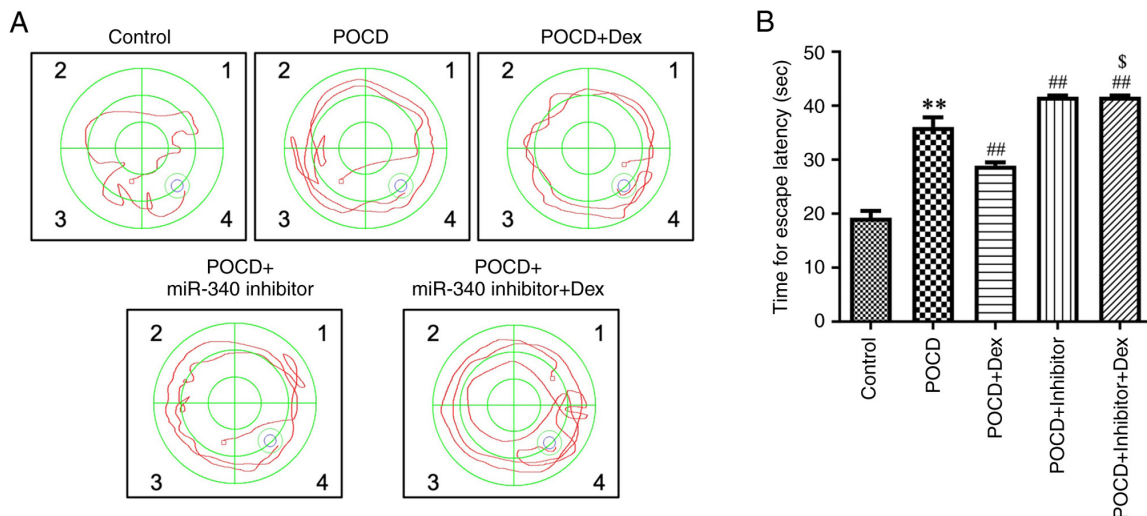 A
Control
POCD
POCD+Dex
2
1
3
4
2
1
3
4
2
1
3
4
POCD+
miR-340 inhibitor
POCD+
miR-340 inhibitor+Dex
2
1
3
4
2
1
3
4
B
Time for escape latency (sec)
50
40
30
20
10
0
**
##
##
$
##
Control
POCD
POCD+Dex
POCD+Inhibitor
POCD+Inhibitor+Dex